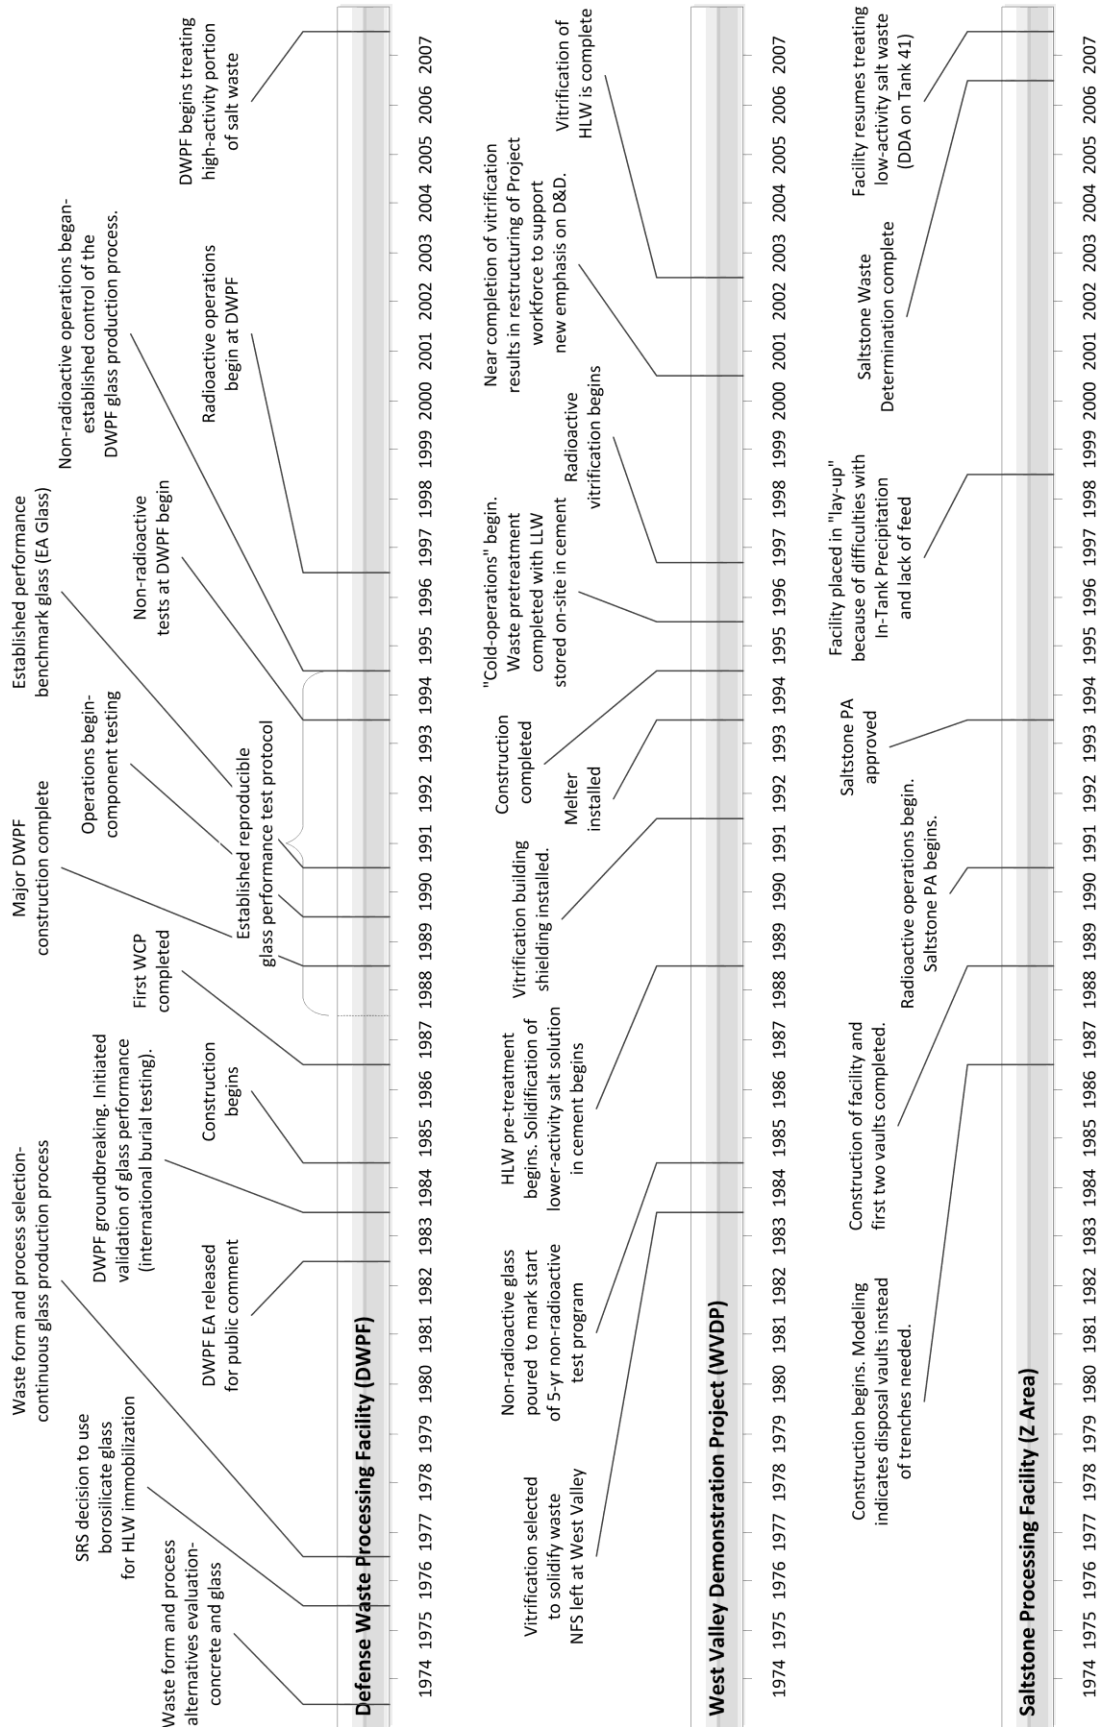 Waste form and process
alternatives evaluation-
concrete and glass
SRS decision to use
borosilicate glass
for HLW immobilization
Waste form and process selection-
continuous glass production process
DWPF EA released
for public comment
DWPF groundbreaking. Initiated
validation of glass performance
(international burial testing).
Construction
begins
First WCP
completed
Major DWPF
construction complete
Operations begin-
component testing
Established reproducible
glass performance test protocol
Established performance
benchmark glass (EA Glass)
Non-radioactive
tests at DWPF begin
Non-radioactive operations began-
established control of the
DWPF glass production process.
Radioactive operations
begin at DWPF
DWPF begins treating
high-activity portion
of salt waste
Defense Waste Processing Facility (DWPF)
1974 1975 1976 1977 1978 1979 1980 1981 1982 1983 1984 1985 1986 1987 1988 1989 1990 1991 1992 1993 1994 1995 1996 1997 1998 1999 2000 2001 2002 2003 2004 2005 2006 2007
Vitrification selected
to solidify waste
NFS left at West Valley
Non-radioactive glass
poured to mark start
of 5-yr non-radioactive
test program
HLW pre-treatment
begins. Solidification of
lower-activity salt solution
in cement begins
Vitrification building
shielding installed.
Melter
installed
Construction
completed
"Cold-operations" begin.
Waste pretreatment
completed with LLW
stored on-site in cement
Radioactive
vitrification begins
Near completion of vitrification
results in restructuring of Project
workforce to support
new emphasis on D&D.
Vitrification of
HLW is complete
West Valley Demonstration Project (WVDP)
1974 1975 1976 1977 1978 1979 1980 1981 1982 1983 1984 1985 1986 1987 1988 1989 1990 1991 1992 1993 1994 1995 1996 1997 1998 1999 2000 2001 2002 2003 2004 2005 2006 2007
Construction begins. Modeling
indicates disposal vaults instead
of trenches needed.
Construction of facility and
first two vaults completed.
Radioactive operations begin.
Saltstone PA begins.
Saltstone PA
approved
Facility placed in "lay-up"
because of difficulties with
In-Tank Precipitation
and lack of feed
Saltstone Waste
Determination complete
Facility resumes treating
low-activity salt waste
(DDA on Tank 41)
Saltstone Processing Facility (Z Area)
1974 1975 1976 1977 1978 1979 1980 1981 1982 1983 1984 1985 1986 1987 1988 1989 1990 1991 1992 1993 1994 1995 1996 1997 1998 1999 2000 2001 2002 2003 2004 2005 2006 2007